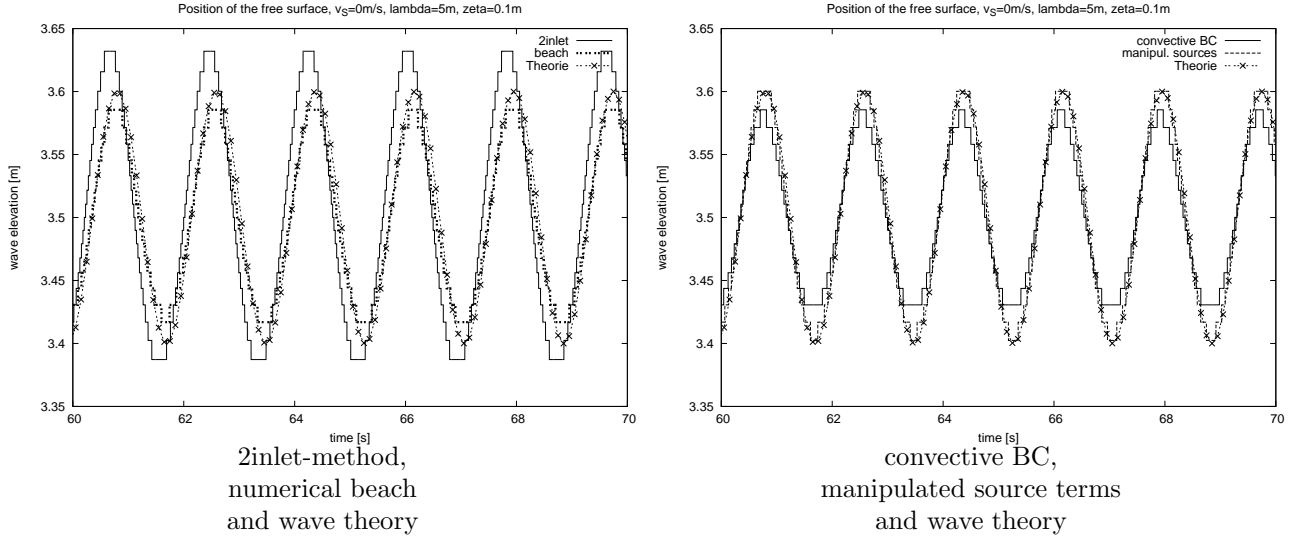 Position of the free surface, v_S=0m/s, lambda=5m, zeta=0.1m
3.65
3.6
3.55
3.5
3.45
3.4
3.35
wave elevation [m]
2inlet
beach
Theorie
60
62
64
66
68
70
time [s]
2inlet-method,
numerical beach
and wave theory
Position of the free surface, v_S=0m/s, lambda=5m, zeta=0.1m
3.65
3.6
3.55
3.5
3.45
3.4
3.35
wave elevation [m]
convective BC
manipul. sources
Theorie
60
62
64
66
68
70
time [s]
convective BC,
manipulated source terms
and wave theory